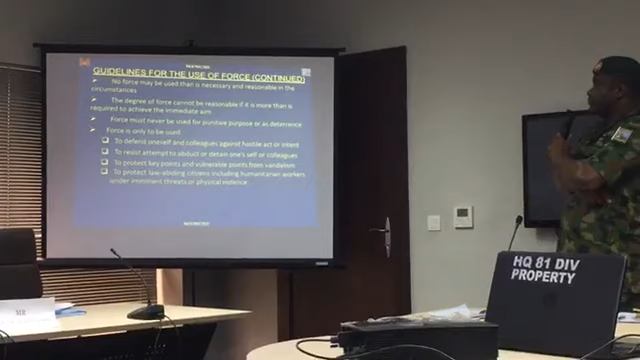 RESTRICTED
GUIDELINES FOR THE USE OF FORCE (CONTINUED)
No force may be used than is necessary and reasonable in the
circumstances
The degree of force cannot be reasonable if it is more than is
required to achieve the immediate aim
Force must never be used for punitive purpose or as deterrence
Force is only to be used:
To defend oneself and colleagues against hostile act or intent
To resist attempt to abduct or detain one's self or colleagues
To protect key points and vulnerable points from vandalism
To protect law-abiding citizens including humanitarian workers
under imminent threats or physical violence
RESTRICTED
HQ 81 DIV
PROPERTY
MR